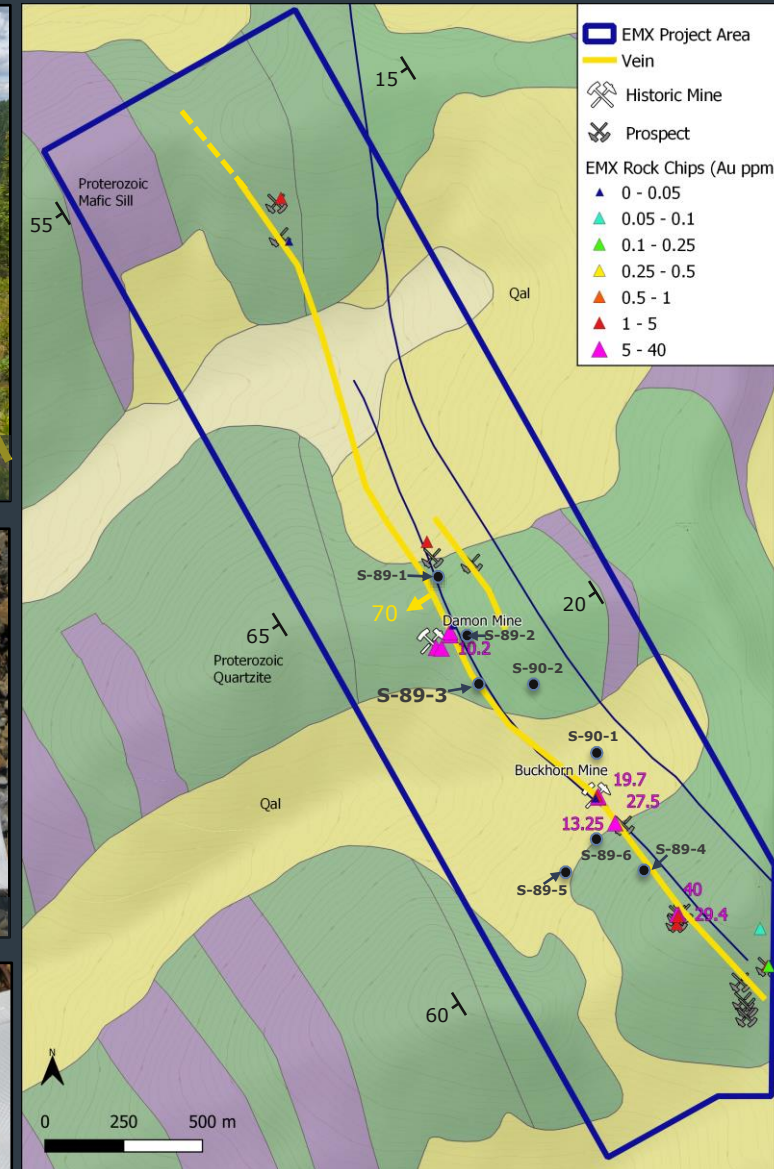 EMX Project Area
Vein
Historic Mine
Prospect
EMX Rock Chips (Au ppm
0 - 0.05
0.05 - 0.1
0.1 - 0.25
0.25 - 0.5
0.5 - 1
1 - 5
5 - 40
15
Proterozoic
Mafic Sill
55
Qal
S-89-1
70
20
Damon Mine
S-89-2
65
10.2
Proterozoic
Quartzite
S-90-2
S-89-3
S-90-1
Buckhorn Mine
19.7
27.5
Qal
13.25
S-89-6
S-89-4
S-89-5
40
29.4
60
N
0 250 500 m